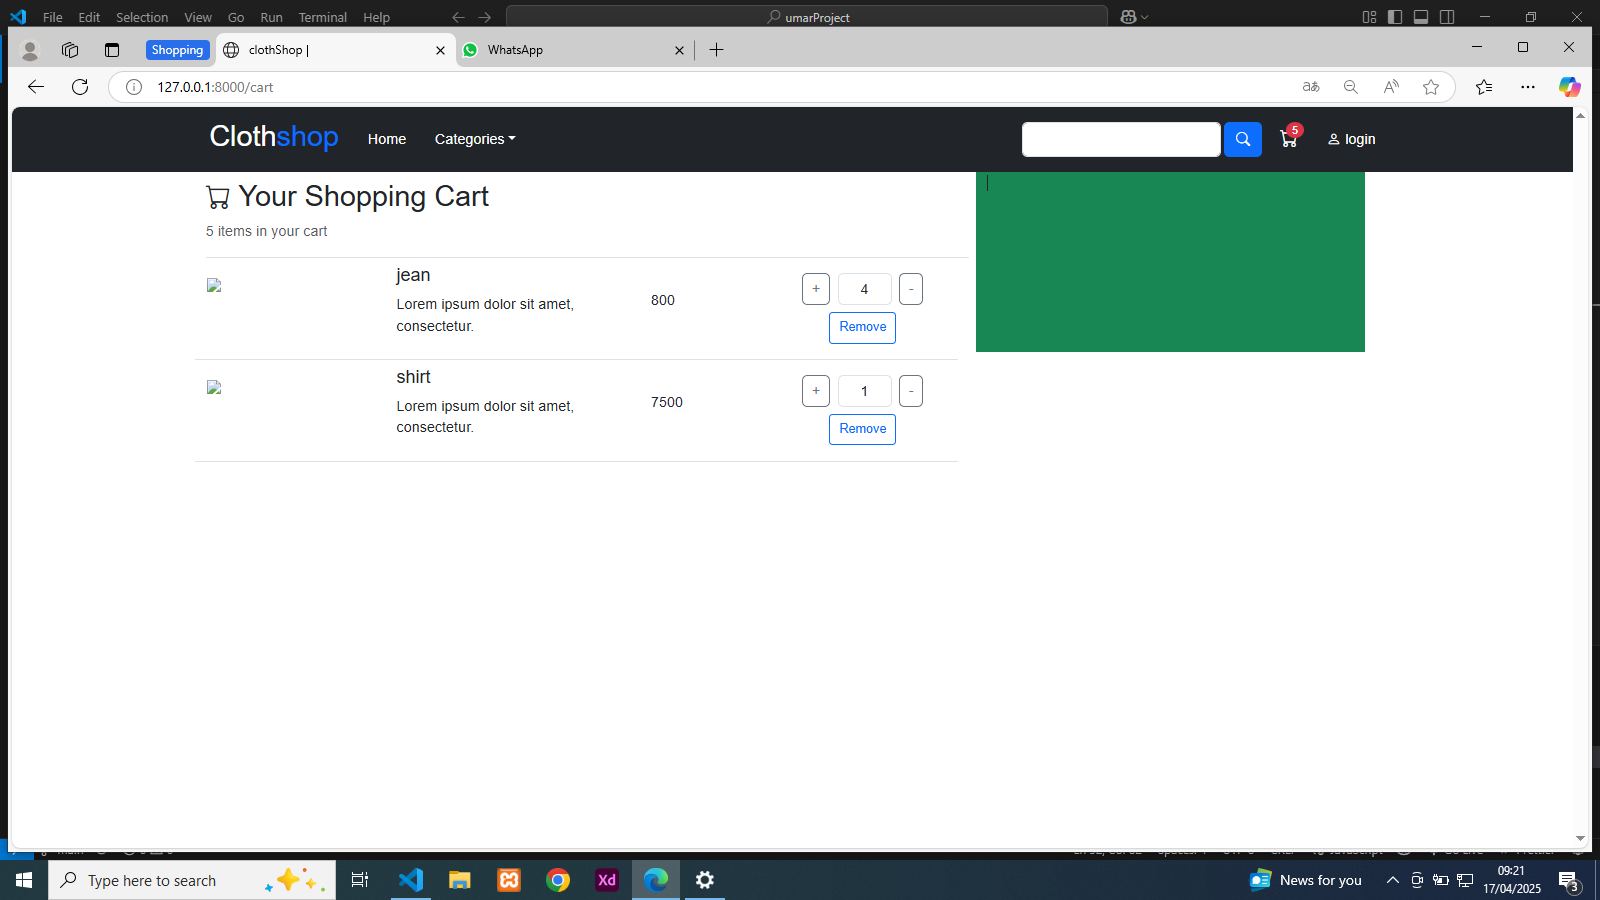 File Edit Selection View Go Run Terminal Help
umarProject
Shopping
clothShop |
WhatsApp
127.0.0.1:8000/cart
Clothshop
Home
Categories
5
login
Your Shopping Cart
5 items in your cart
jean
Lorem ipsum dolor sit amet,
consectetur.
800
+ 4 -
Remove
shirt
Lorem ipsum dolor sit amet,
consectetur.
7500
+ 1 -
Remove
Type here to search
Xd
News for you
09:21
17/04/2025
3